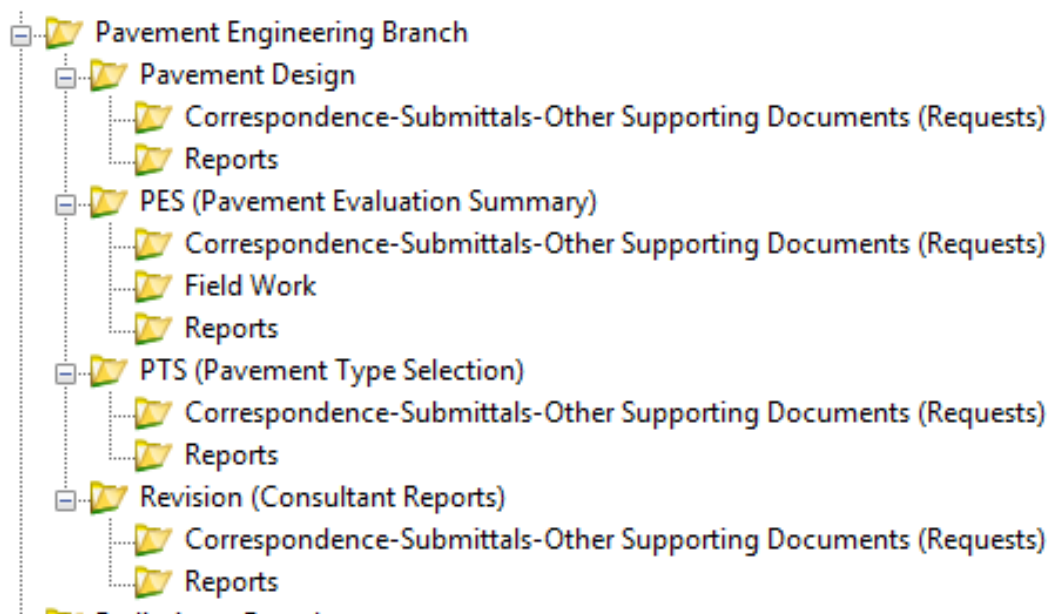 Pavement Engineering Branch
Pavement Design
Correspondence-Submittals-Other Supporting Documents (Requests)
Reports
PES (Pavement Evaluation Summary)
Correspondence-Submittals-Other Supporting Documents (Requests)
Field Work
Reports
PTS (Pavement Type Selection)
Correspondence-Submittals-Other Supporting Documents (Requests)
Reports
Revision (Consultant Reports)
Correspondence-Submittals-Other Supporting Documents (Requests)
Reports